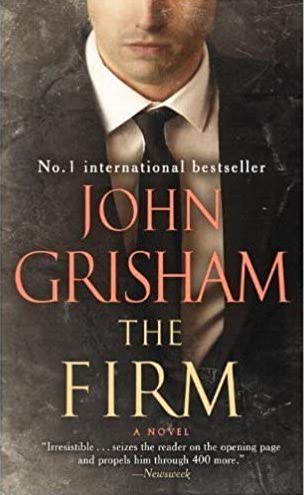 No.1 international bestseller
JOHN
GRISHAM
THE
FIRM
A NOVEL
"Irresistible . . . seizes the reader on the opening page
and propels him through 400 more."
—Newsweek